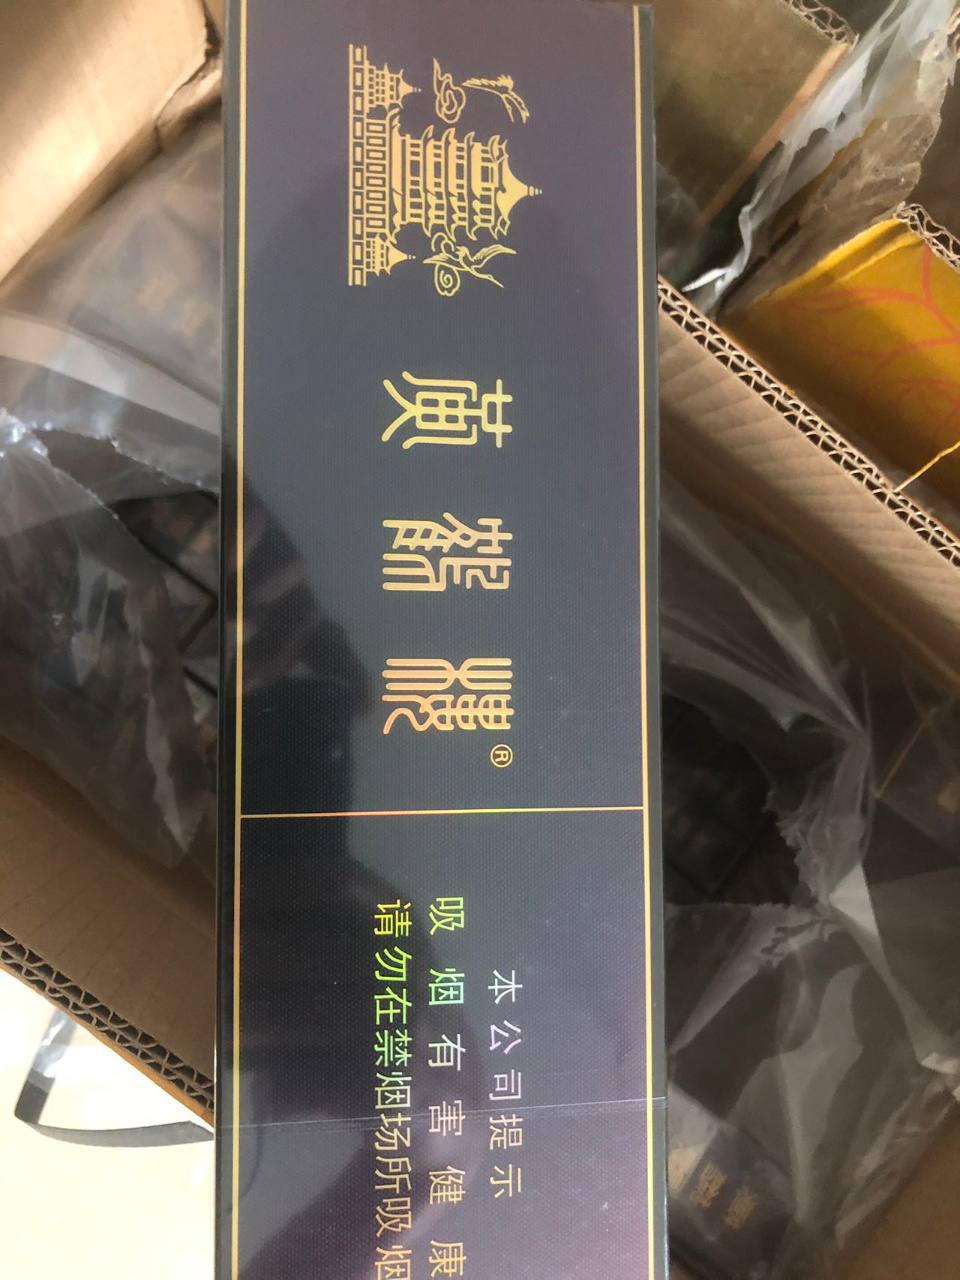 黄鹤楼®
本公司提示
吸烟有害健康
请勿在禁烟场所吸烟